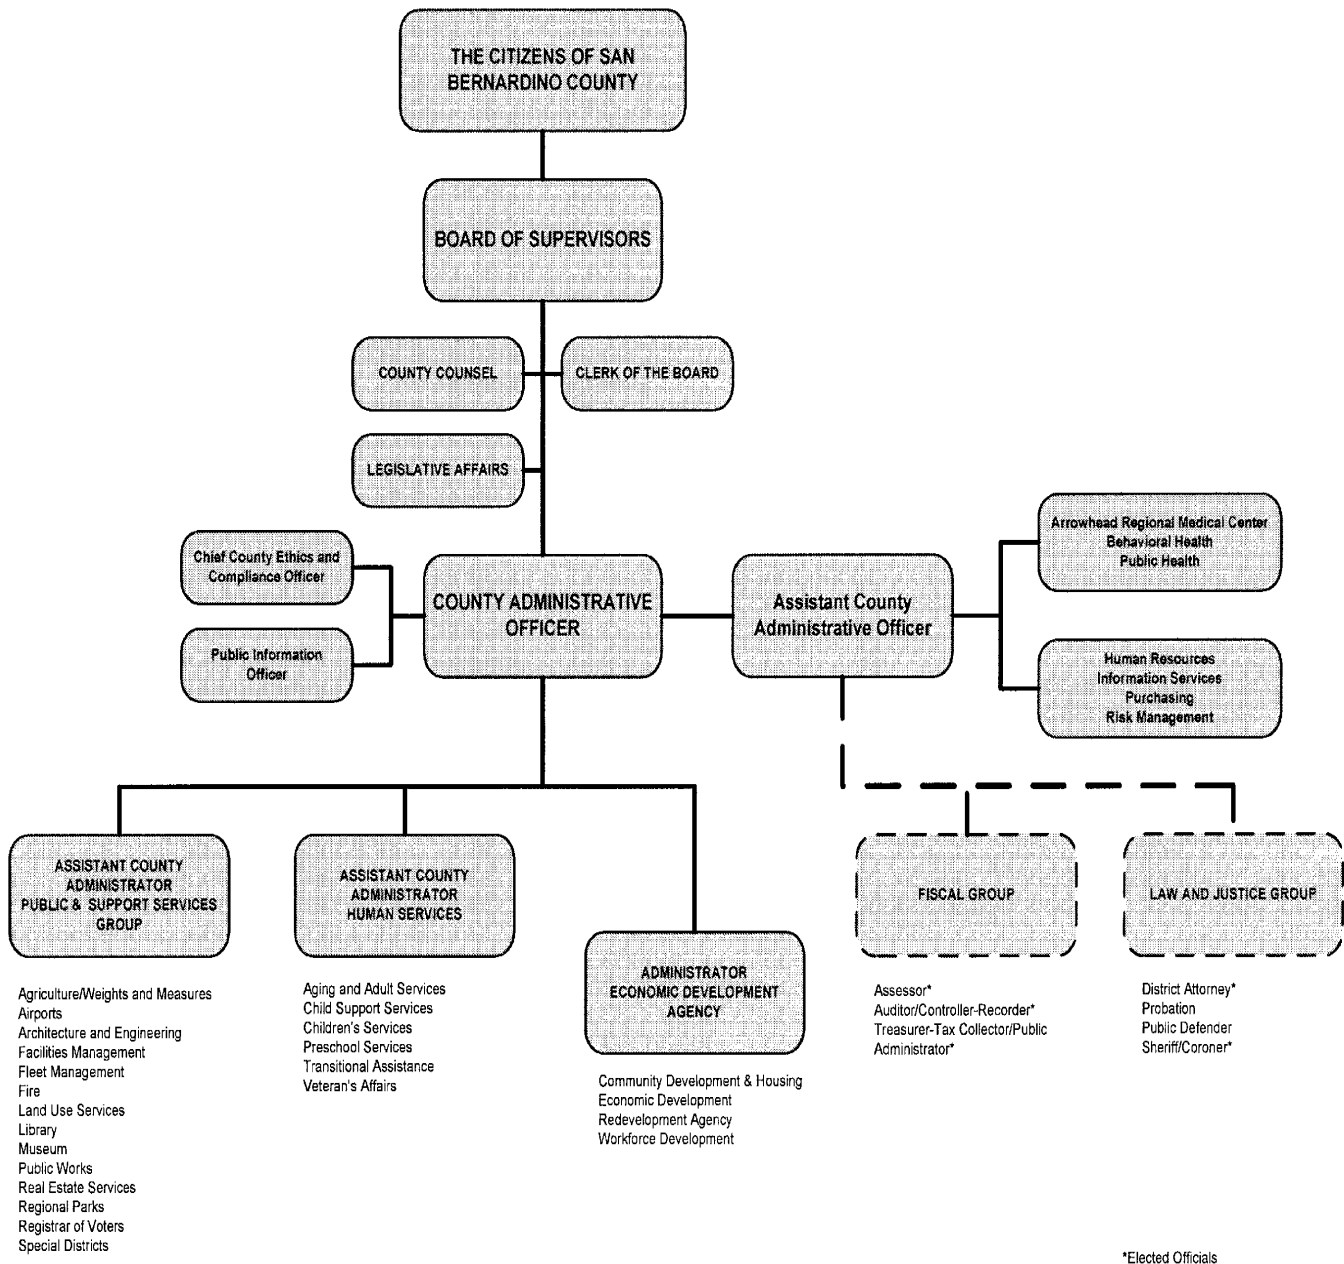 THE CITIZENS OF SAN
BERNARDINO COUNTY
BOARD OF SUPERVISORS
COUNTY COUNSEL
CLERK OF THE BOARD
LEGISLATIVE AFFAIRS
Chief County Ethics and
Compliance Officer
Public Information
Officer
COUNTY ADMINISTRATIVE
OFFICER
Assistant County
Administrative Officer
Arrowhead Regional Medical Center
Behavioral Health
Public Health
Human Resources
Information Services
Purchasing
Risk Management
ASSISTANT COUNTY
ADMINISTRATOR
PUBLIC & SUPPORT SERVICES
GROUP
Agriculture/Weights and Measures
Airports
Architecture and Engineering
Facilities Management
Fleet Management
Fire
Land Use Services
Library
Museum
Public Works
Real Estate Services
Regional Parks
Registrar of Voters
Special Districts
ASSISTANT COUNTY
ADMINISTRATOR
HUMAN SERVICES
Aging and Adult Services
Child Support Services
Children's Services
Preschool Services
Transitional Assistance
Veteran's Affairs
ADMINISTRATOR
ECONOMIC DEVELOPMENT
AGENCY
Community Development & Housing
Economic Development
Redevelopment Agency
Workforce Development
FISCAL GROUP
Assessor*
Auditor/Controller-Recorder*
Treasurer-Tax Collector/Public
Administrator*
LAW AND JUSTICE GROUP
District Attorney*
Probation
Public Defender
Sheriff/Coroner*
*Elected Officials